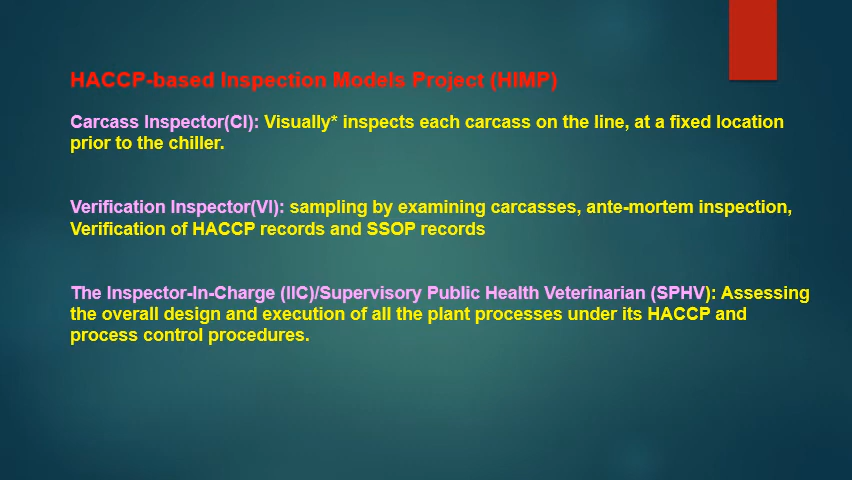 HACCP-based Inspection Models Project (HIMP)
Carcass Inspector(CI): Visually* inspects each carcass on the line, at a fixed location
prior to the chiller.
Verification Inspector(VI): sampling by examining carcasses, ante-mortem inspection,
Verification of HACCP records and SSOP records
The Inspector-In-Charge (IIC)/Supervisory Public Health Veterinarian (SPHV): Assessing
the overall design and execution of all the plant processes under its HACCP and
process control procedures.